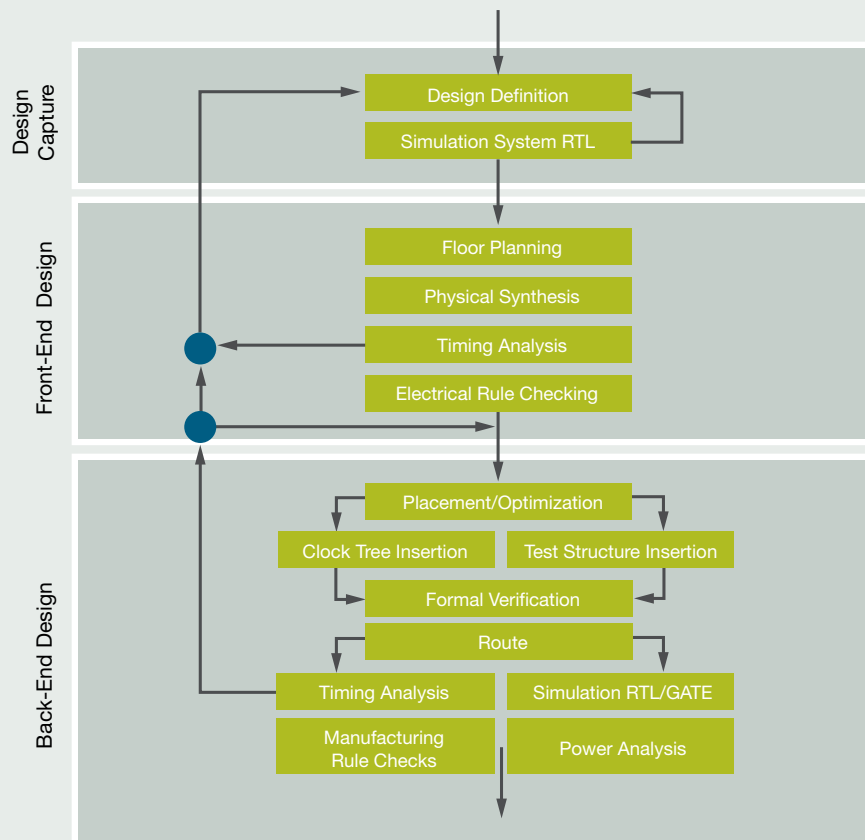 Design
Capture
Design Definition
Simulation System RTL
Front-End Design
Floor Planning
Physical Synthesis
Timing Analysis
Electrical Rule Checking
Back-End Design
Placement/Optimization
Clock Tree Insertion
Test Structure Insertion
Formal Verification
Route
Timing Analysis
Simulation RTL/GATE
Manufacturing
Rule Checks
Power Analysis